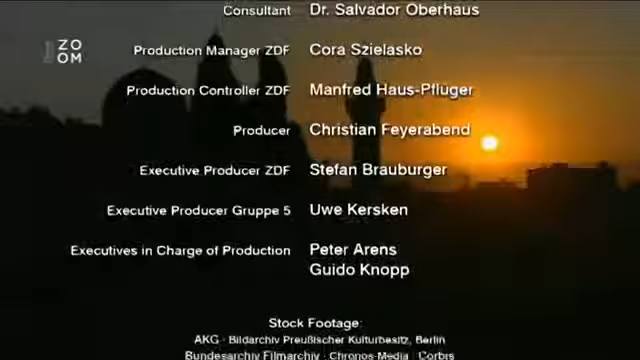 Consultant Dr. Salvador Oberhaus
ZO
OM
Production Manager ZDF Cora Szielasko
Production Controller ZDF Manfred Haus-Pflüger
Producer Christian Feyerabend
Executive Producer ZDF Stefan Brauburger
Executive Producer Gruppe 5 Uwe Kersken
Executives in Charge of Production Peter Arens
Guido Knopp
Stock Footage:
AKG · Bildarchiv Preußischer Kulturbesitz, Berlin
Bundesarchiv Filmarchiv · Chronos-Media · Corbis